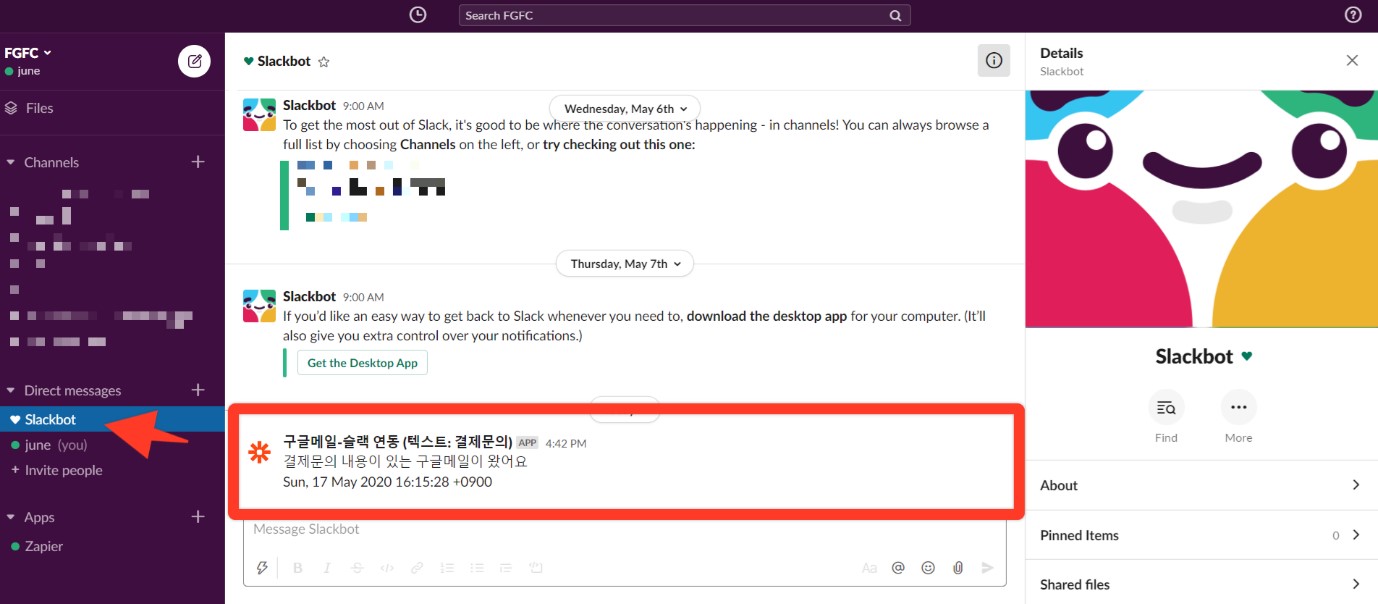 Search FGFC
FGFC
june
Files
Channels
Direct messages
Slackbot
june (you)
+ Invite people
Apps
Zapier
Slackbot
Wednesday, May 6th
Slackbot 9:00 AM
To get the most out of Slack, it's good to be where the conversation's happening - in channels! You can always browse a
full list by choosing Channels on the left, or try checking out this one:
Thursday, May 7th
Slackbot 9:00 AM
If you'd like an easy way to get back to Slack whenever you need to, download the desktop app for your computer. (It'll
also give you extra control over your notifications.)
Get the Desktop App
구글메일-슬랙 연동 (텍스트: 결제문의) APP 4:42 PM
결제문의 내용이 있는 구글메일이 왔어요
Sun, 17 May 2020 16:15:28 +0900
Message Slackbot
B I S </> Aa @
Details
Slackbot
Slackbot
Find
More
About
Pinned Items 0
Shared files